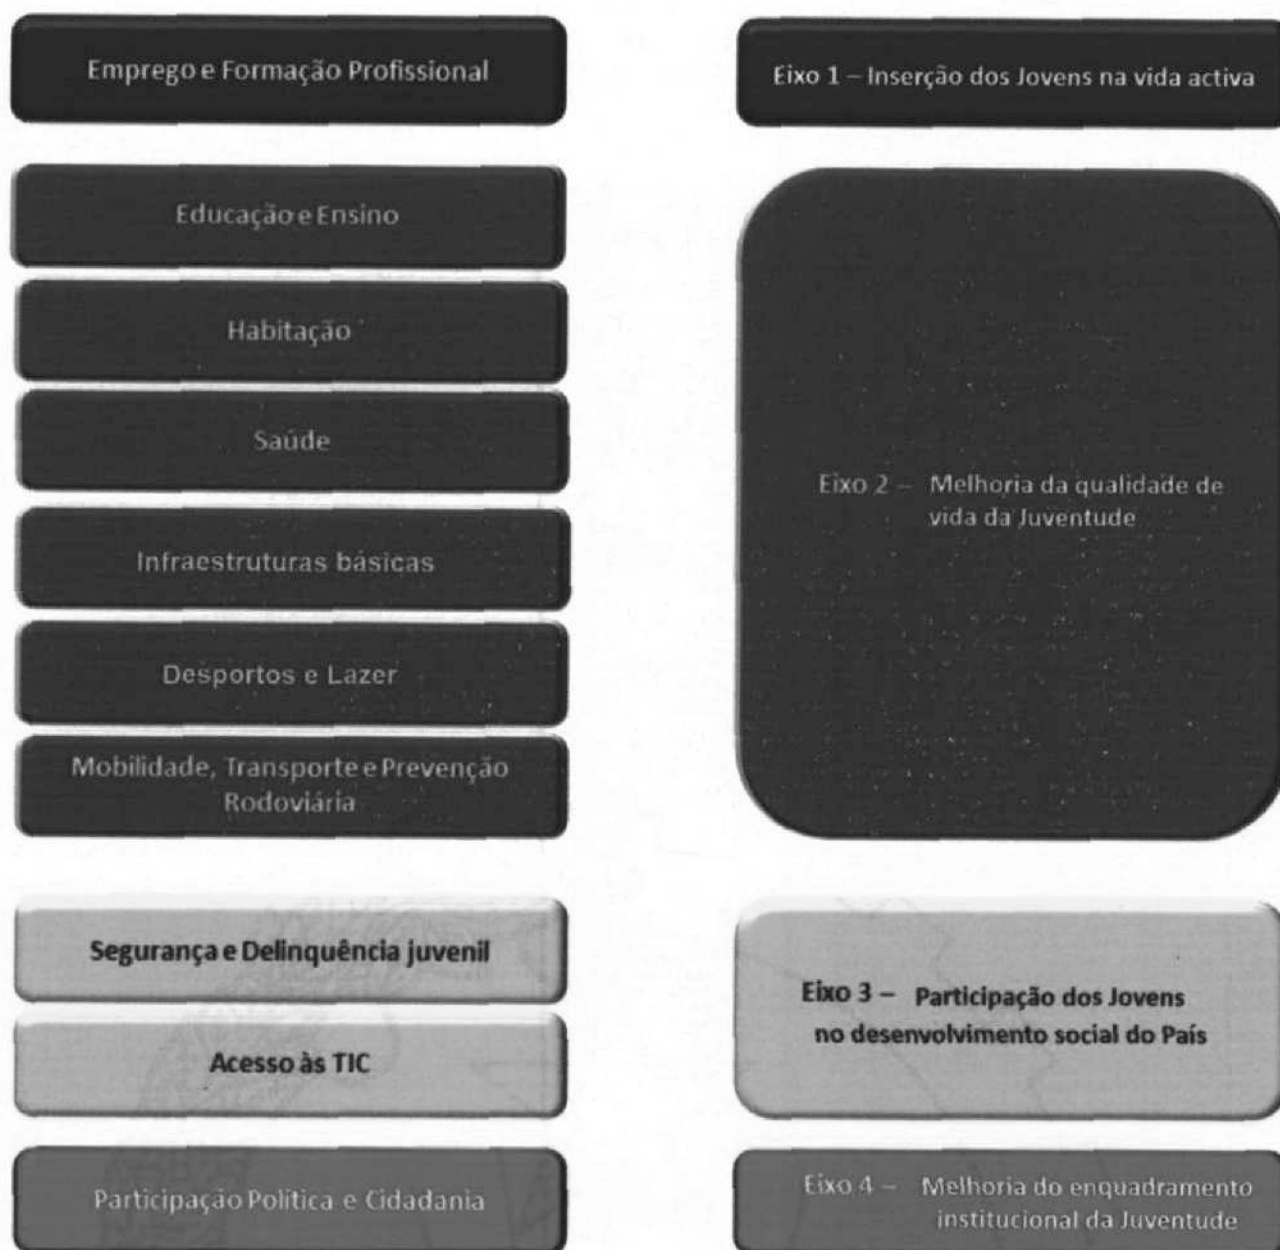 Emprego e Formação Profissional
Eixo 1 – Inserção dos Jovens na vida activa
Educação e Ensino
Habitação
Saúde
Infraestruturas básicas
Desportos e Lazer
Mobilidade, Transporte e Prevenção
Rodoviária
Eixo 2 – Melhoria da qualidade de
vida da Juventude
Segurança e Delinquência juvenil
Acesso às TIC
Eixo 3 – Participação dos Jovens
no desenvolvimento social do País
Participação Política e Cidadania
Eixo 4 – Melhoria do enquadramento
institucional da Juventude